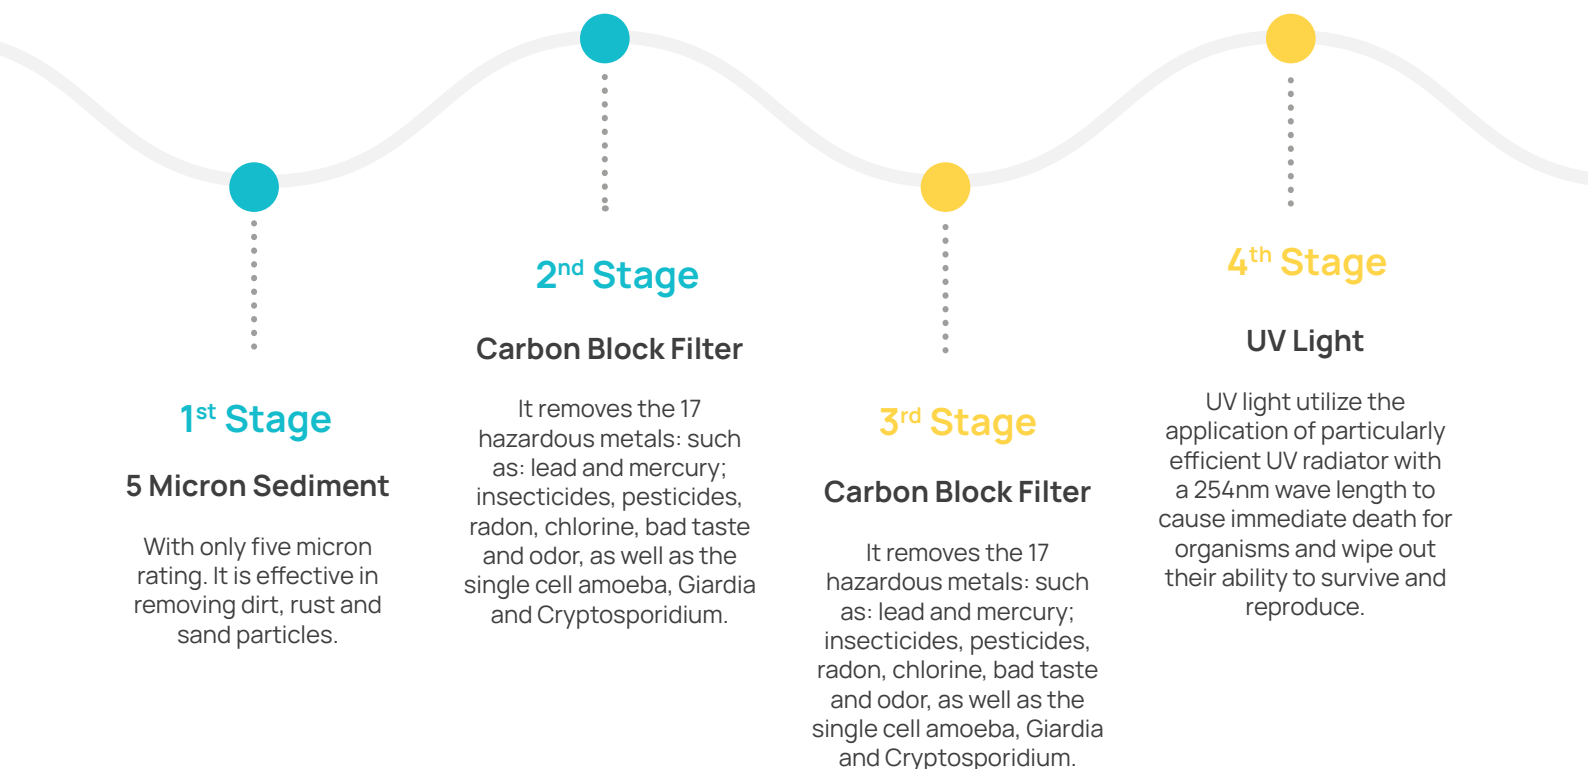 1st Stage
5 Micron Sediment
With only five micron
rating. It is effective in
removing dirt, rust and
sand particles.
2nd Stage
Carbon Block Filter
It removes the 17
hazardous metals: such
as: lead and mercury;
insecticides, pesticides,
radon, chlorine, bad taste
and odor, as well as the
single cell amoeba, Giardia
and Cryptosporidium.
3rd Stage
Carbon Block Filter
It removes the 17
hazardous metals: such
as: lead and mercury;
insecticides, pesticides,
radon, chlorine, bad taste
and odor, as well as the
single cell amoeba, Giardia
and Cryptosporidium.
4th Stage
UV Light
UV light utilize the
application of particularly
efficient UV radiator with
a 254nm wave length to
cause immediate death for
organisms and wipe out
their ability to survive and
reproduce.